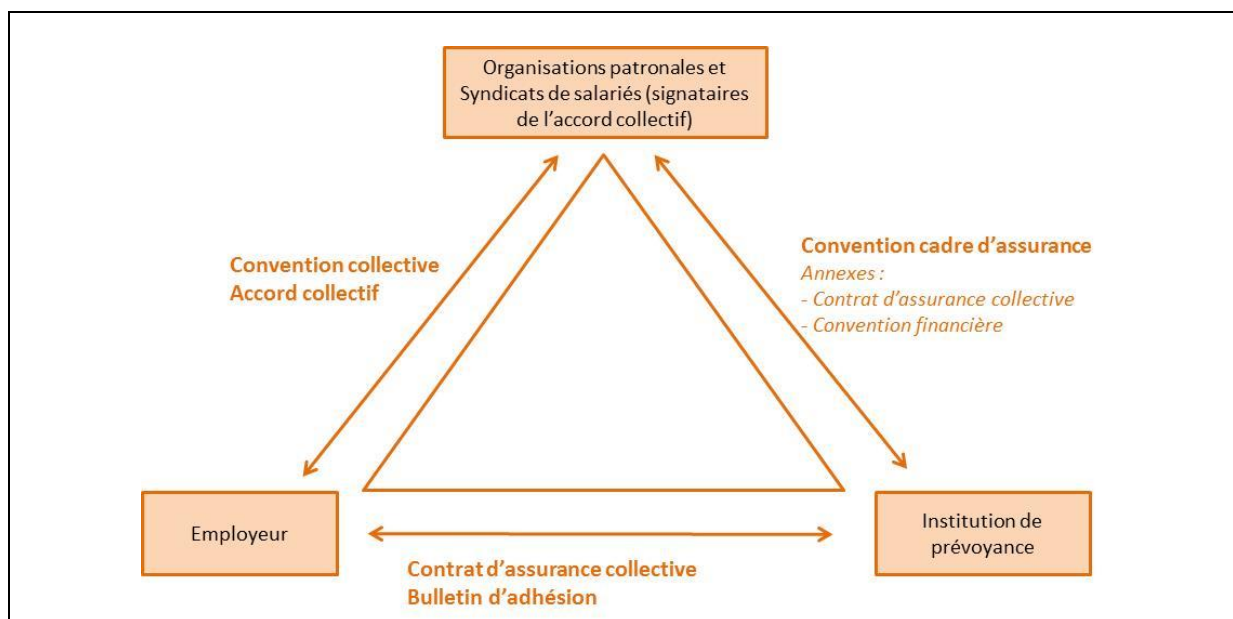 Organisations patronales et
Syndicats de salariés (signataires
de l'accord collectif)
Convention collective
Accord collectif
Convention cadre d'assurance
Annexes :
- Contrat d'assurance collective
- Convention financière
Employeur
Institution de
prévoyance
Contrat d'assurance collective
Bulletin d'adhésion